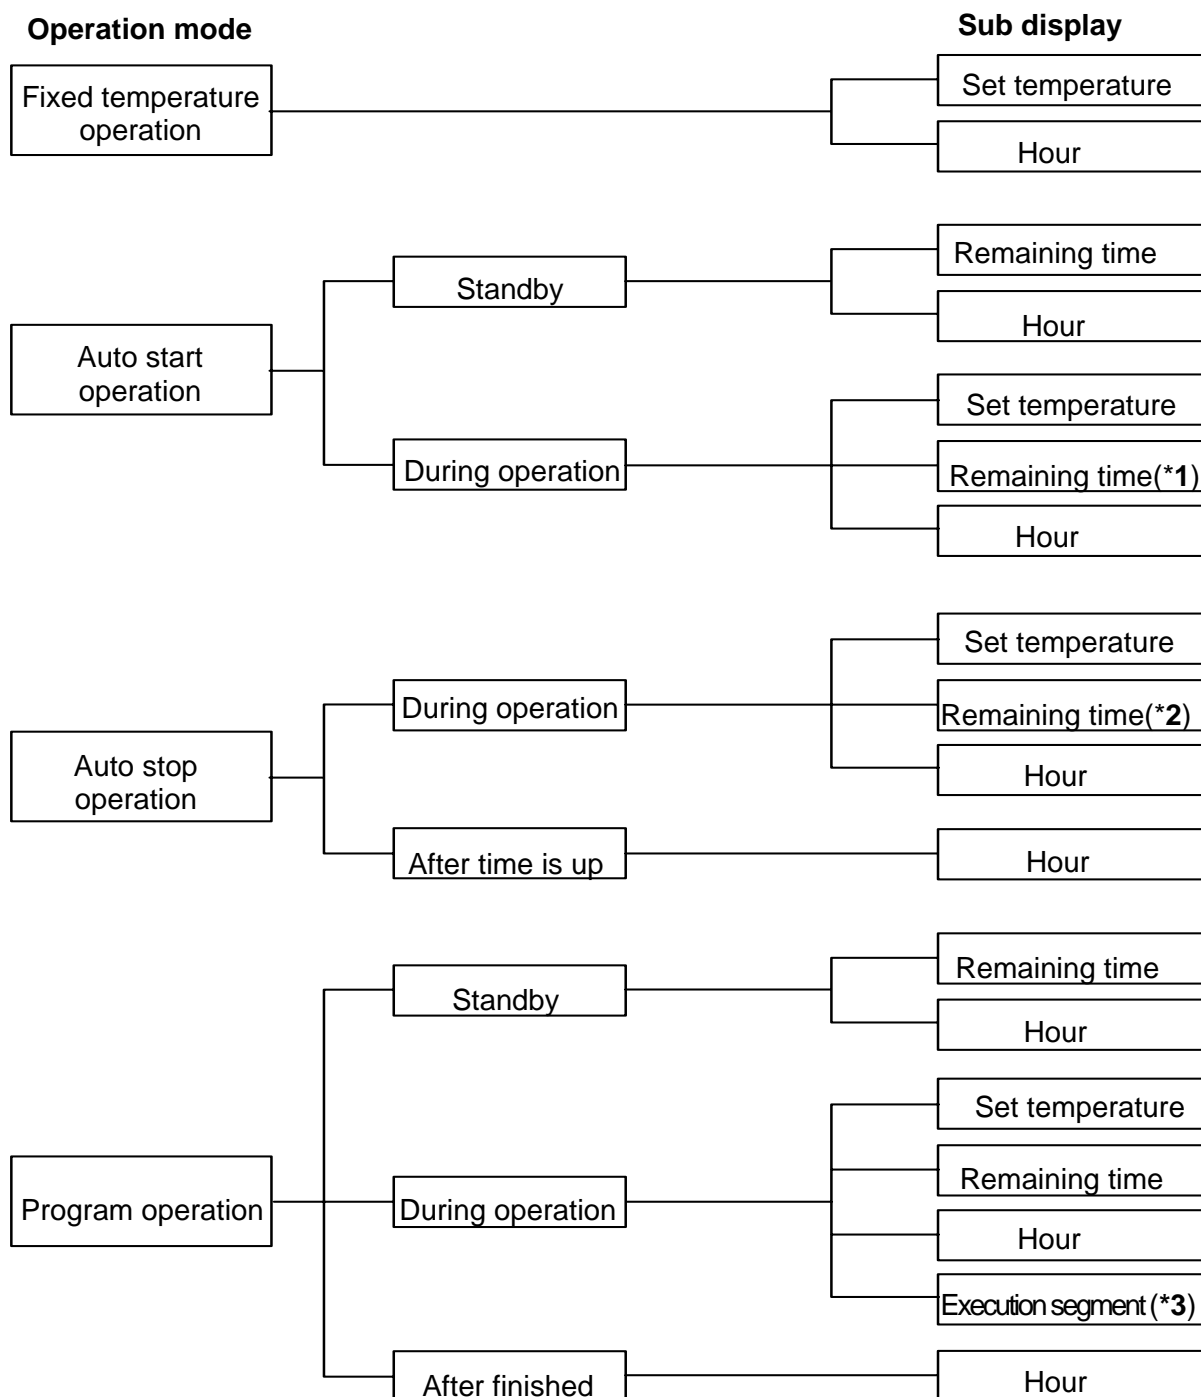 Operation mode
Sub display
Fixed temperature
operation
Set temperature
Hour
Auto start
operation
Standby
Remaining time
Hour
During operation
Set temperature
Remaining time(*1)
Hour
Auto stop
operation
During operation
Set temperature
Remaining time(*2)
Hour
After time is up
Hour
Program operation
Standby
Remaining time
Hour
During operation
Set temperature
Remaining time
Hour
Execution segment (*3)
After finished
Hour